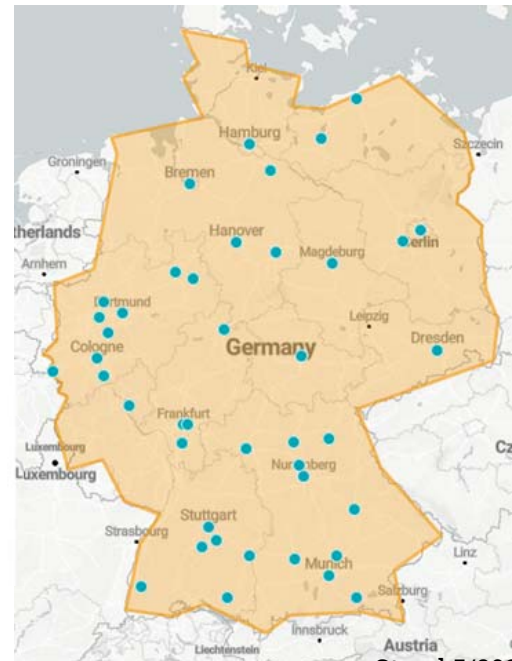 Kiel
Hamburg
Szczecin
Groningen
Bremen
Hanover
therlands
Berlin
Magdeburg
Arnhem
Dortmund
Leipzig
Cologne
Germany
Dresden
Frankfurt
Luxembourg
Luxembourg
Nuremberg
Cz
Stuttgart
Strasbourg
Linz
Munich
Salzburg
Innsbruck
Liechtenstein
Austria